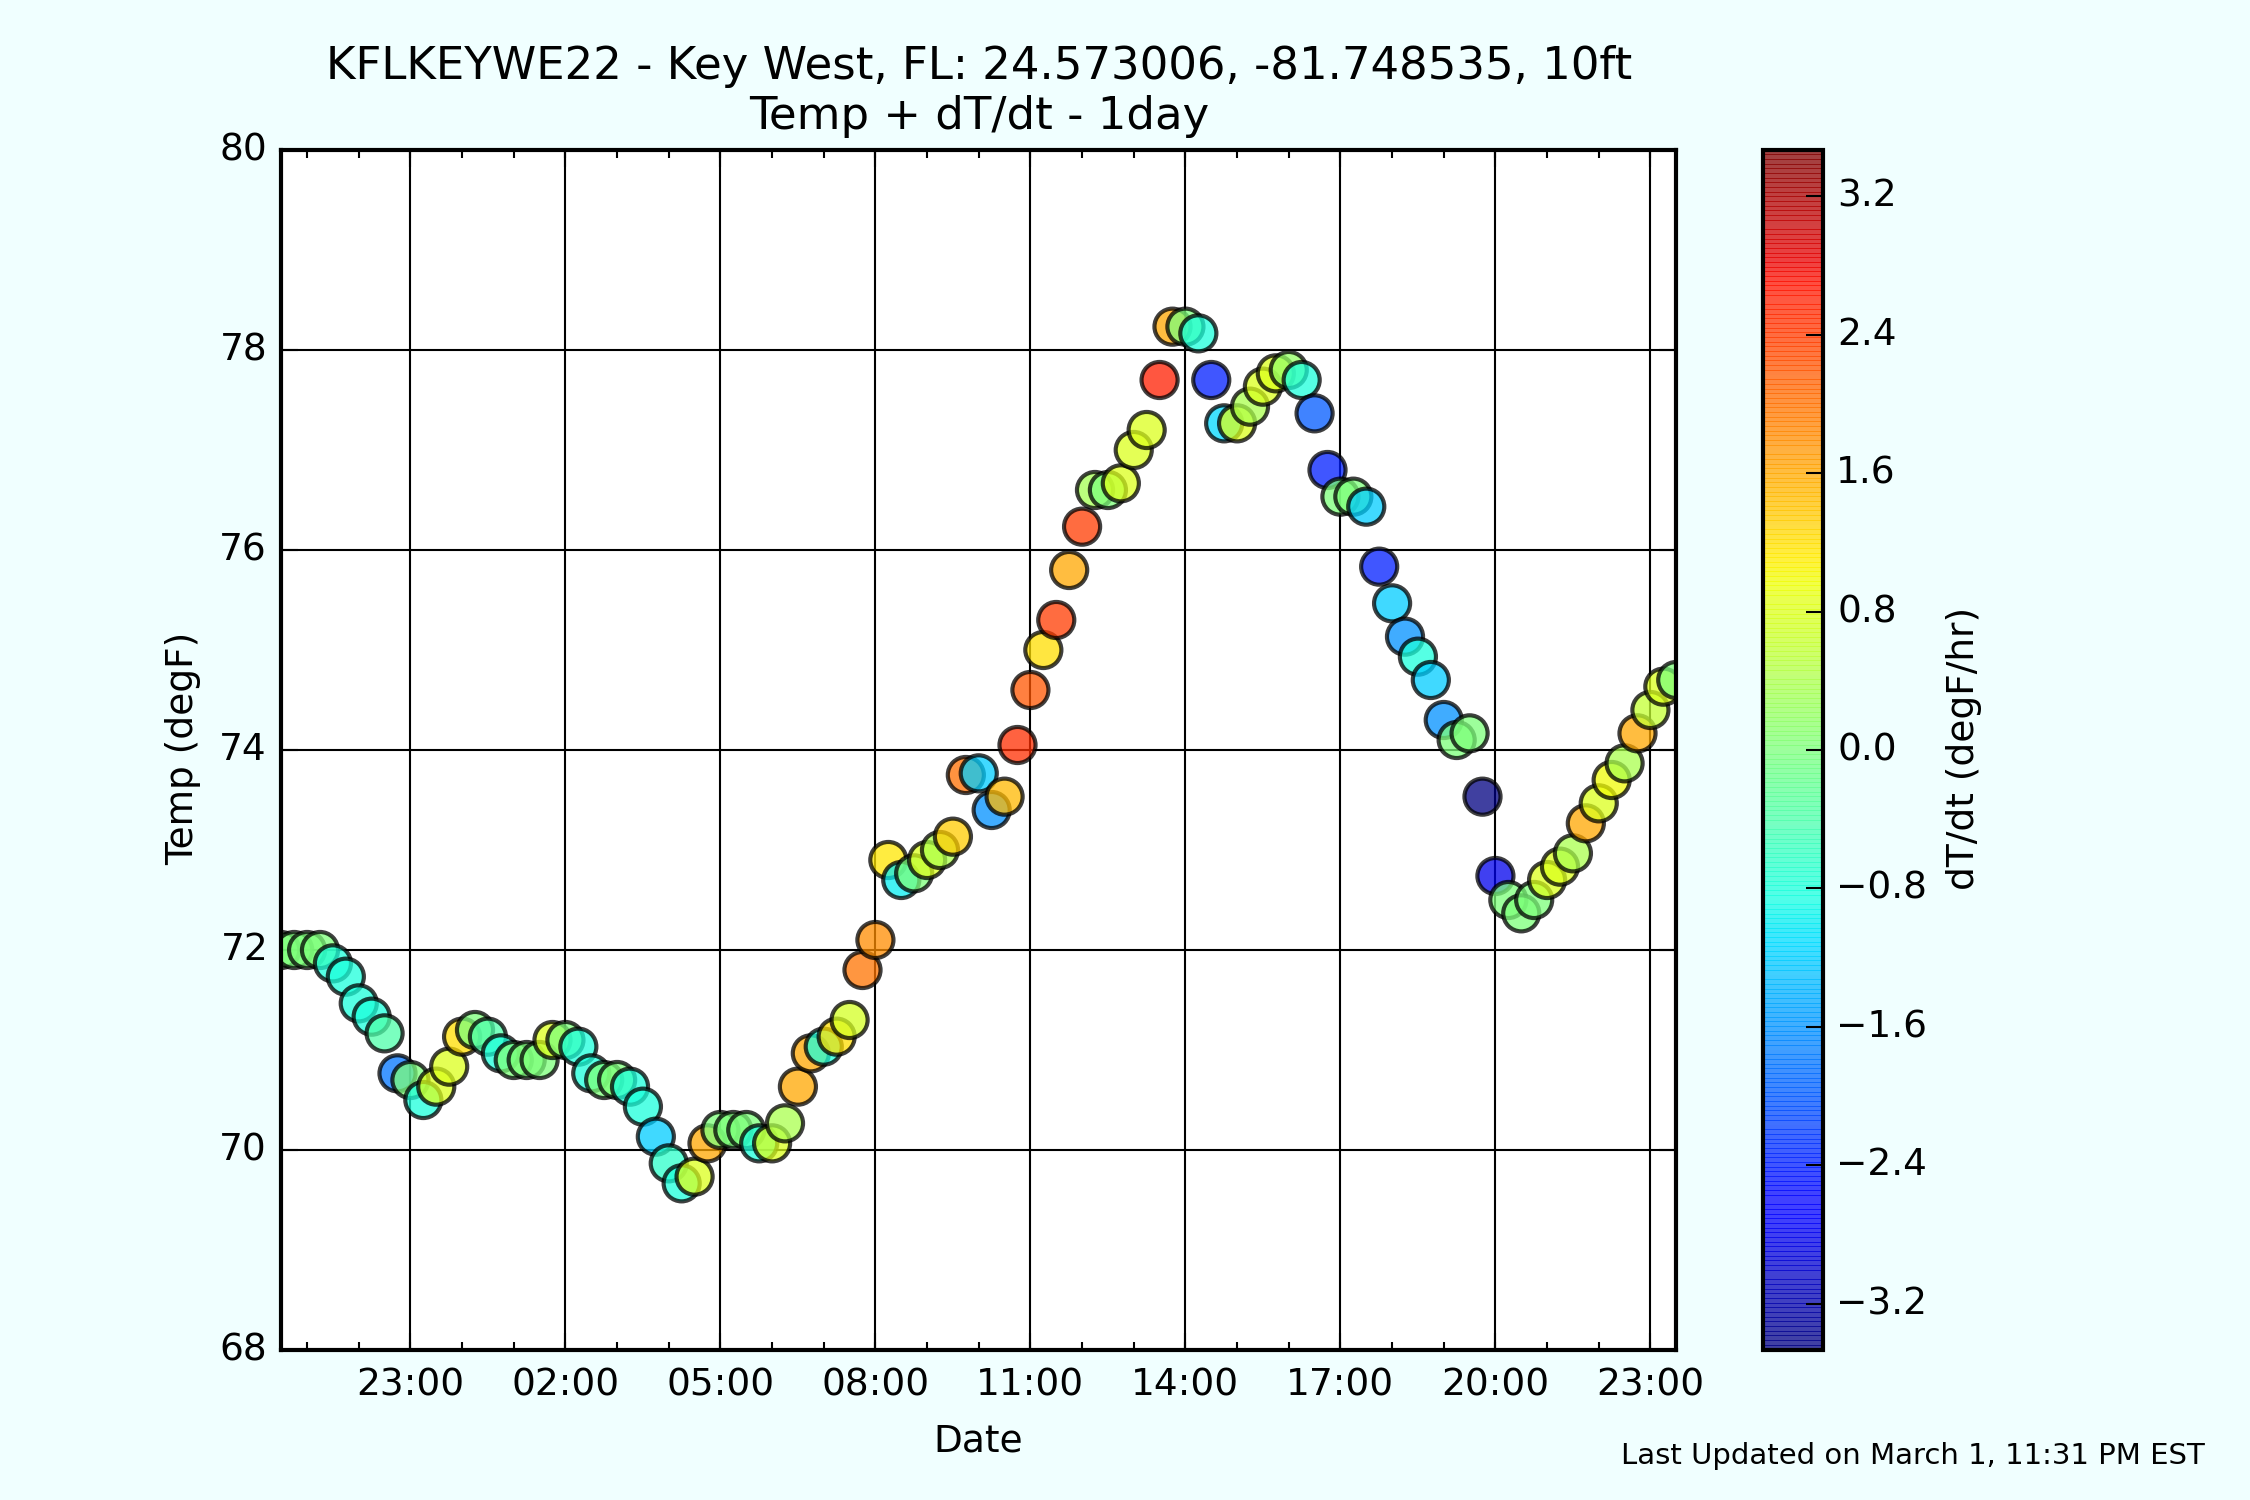 KFLKEYWE22 - Key West, FL: 24.573006, -81.748535, 10ft
Temp + dT/dt - 1day
80
78
76
74
72
70
68
Temp (degF)
23:00 02:00 05:00 08:00 11:00 14:00 17:00 20:00 23:00
Date
3.2
2.4
1.6
0.8
0.0
−0.8
−1.6
−2.4
−3.2
dT/dt (degF/hr)
Last Updated on March 1, 11:31 PM EST